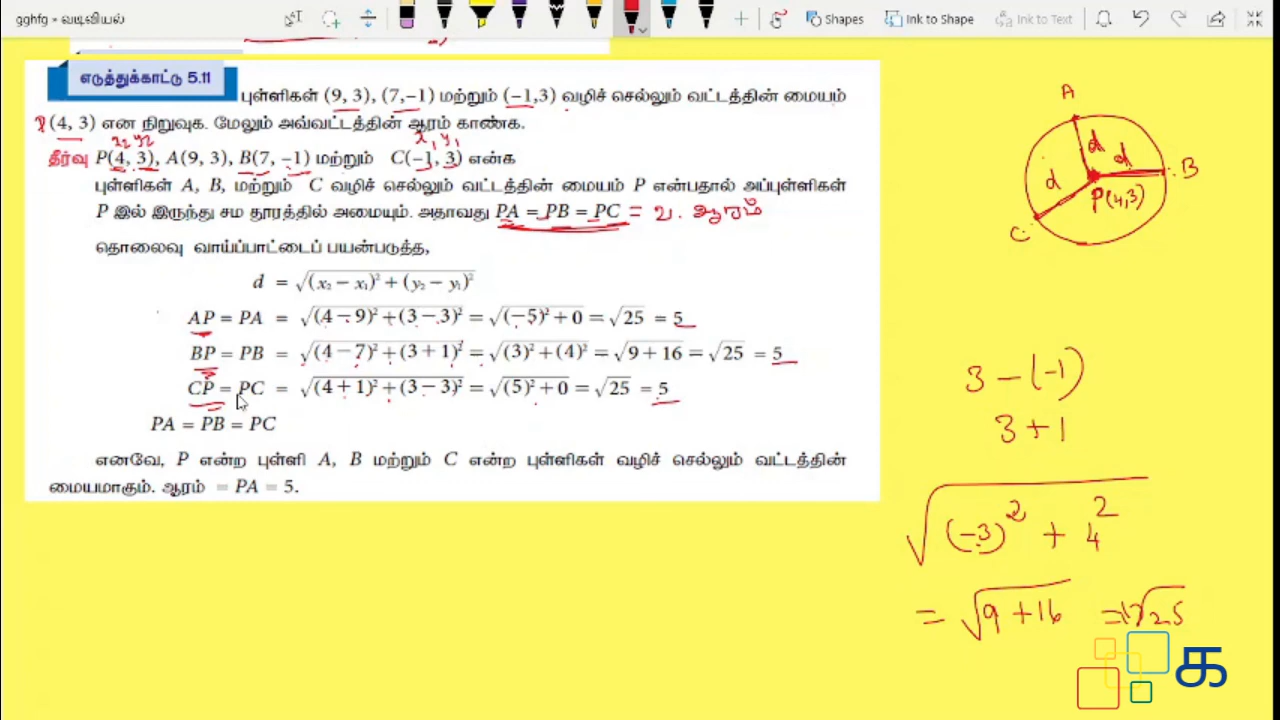 gghfg - வடிவியல்
Shapes Ink to Shape Ink to Text
எடுத்துக்காட்டு 5.11
புள்ளிகள் (9, 3), (7,−1) மற்றும் (−1,3) வழிச் செல்லும் வட்டத்தின் மையம்
P (4, 3) என நிறுவுக. மேலும் அவ்வட்டத்தின் ஆரம் காண்க.
x2 y2 x1 y1
தீர்வு P(4, 3), A(9, 3), B(7, −1) மற்றும் C(−1, 3) என்க
புள்ளிகள் A, B, மற்றும் C வழிச் செல்லும் வட்டத்தின் மையம் P என்பதால் அப்புள்ளிகள்
P இல் இருந்து சம தூரத்தில் அமையும். அதாவது PA = PB = PC = வ. ஆரம்
தொலைவு வாய்ப்பாட்டைப் பயன்படுத்த,
d = √(x₂ − x₁)² + (y₂ − y₁)²
AP = PA = √(4 − 9)² + (3 − 3)² = √(−5)² + 0 = √25 = 5
BP = PB = √(4 − 7)² + (3 + 1)² = √(3)² + (4)² = √9 + 16 = √25 = 5
CP = PC = √(4 + 1)² + (3 − 3)² = √(5)² + 0 = √25 = 5
PA = PB = PC
எனவே, P என்ற புள்ளி A, B மற்றும் C என்ற புள்ளிகள் வழிச் செல்லும் வட்டத்தின்
மையமாகும். ஆரம் = PA = 5.
A
d d
d B
P(4,3)
C
3 − (−1)
3 + 1
√(−3)² + 4²
= √9 + 16 = √25
க